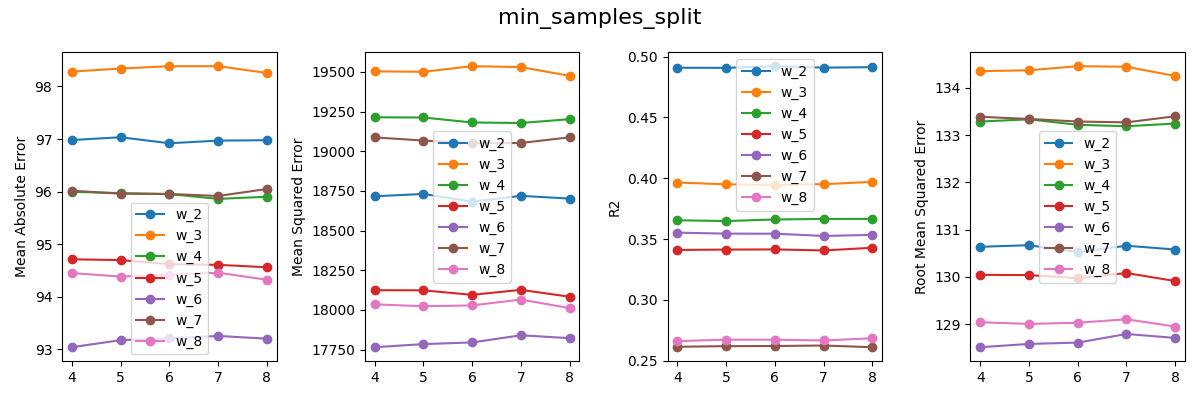 min_samples_split
Mean Absolute Error
98
97
96
95
94
93
4 5 6 7 8
w_2
w_3
w_4
w_5
w_6
w_7
w_8
Mean Squared Error
19500
19250
19000
18750
18500
18250
18000
17750
4 5 6 7 8
w_2
w_3
w_4
w_5
w_6
w_7
w_8
R2
0.50
0.45
0.40
0.35
0.30
0.25
4 5 6 7 8
w_2
w_3
w_4
w_5
w_6
w_7
w_8
Root Mean Squared Error
134
133
132
131
130
129
4 5 6 7 8
w_2
w_3
w_4
w_5
w_6
w_7
w_8